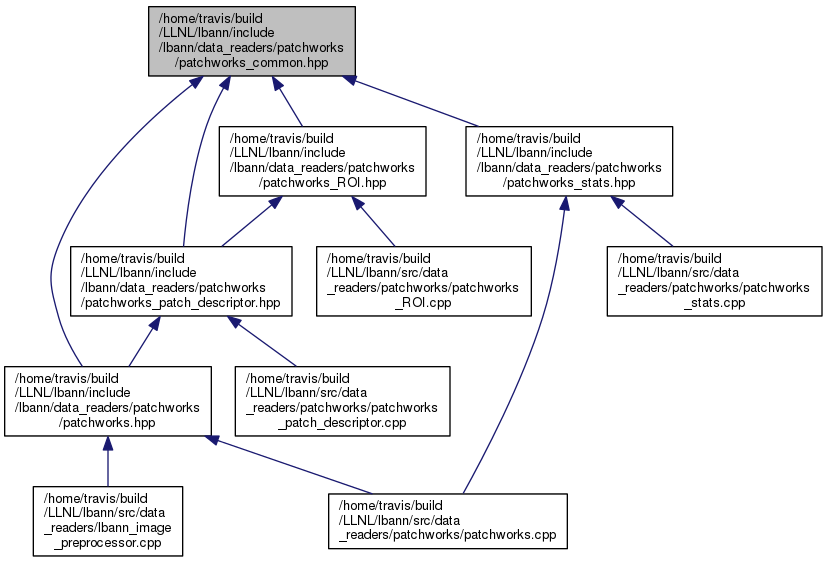 /home/travis/build
/LLNL/lbann/include
/lbann/data_readers/patchworks
/patchworks_common.hpp
/home/travis/build
/LLNL/lbann/include
/lbann/data_readers/patchworks
/patchworks_ROI.hpp
/home/travis/build
/LLNL/lbann/include
/lbann/data_readers/patchworks
/patchworks_stats.hpp
/home/travis/build
/LLNL/lbann/include
/lbann/data_readers/patchworks
/patchworks_patch_descriptor.hpp
/home/travis/build
/LLNL/lbann/src/data
_readers/patchworks/patchworks
_ROI.cpp
/home/travis/build
/LLNL/lbann/src/data
_readers/patchworks/patchworks
_stats.cpp
/home/travis/build
/LLNL/lbann/include
/lbann/data_readers/patchworks
/patchworks.hpp
/home/travis/build
/LLNL/lbann/src/data
_readers/patchworks/patchworks
_patch_descriptor.cpp
/home/travis/build
/LLNL/lbann/src/data
_readers/lbann_image
_preprocessor.cpp
/home/travis/build
/LLNL/lbann/src/data
_readers/patchworks/patchworks.cpp